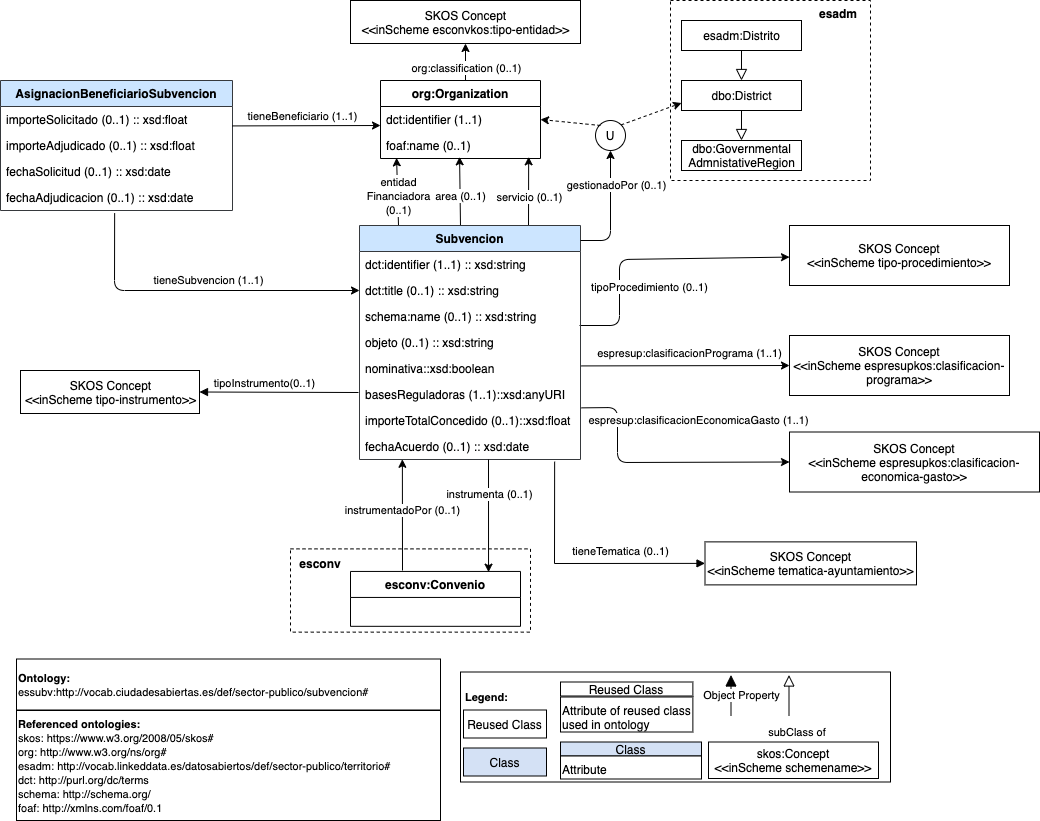 SKOS Concept
<<inScheme esconvkos:tipo-entidad>>
esadm
esadm:Distrito
dbo:District
dbo:Governmental
AdmnistativeRegion
org:classification (0..1)
org:Organization
dct:identifier (1..1)
foaf:name (0..1)
AsignacionBeneficiarioSubvencion
importeSolicitado (0..1) :: xsd:float
importeAdjudicado (0..1) :: xsd:float
fechaSolicitud (0..1) :: xsd:date
fechaAdjudicacion (0..1) :: xsd:date
tieneBeneficiario (1..1)
U
entidad
Financiadora
(0..1)
area (0..1)
servicio (0..1)
gestionadoPor (0..1)
tieneSubvencion (1..1)
Subvencion
dct:identifier (1..1) :: xsd:string
dct:title (0..1) :: xsd:string
schema:name (0..1) :: xsd:string
objeto (0..1) :: xsd:string
nominativa::xsd:boolean
basesReguladoras (1..1)::xsd:anyURI
importeTotalConcedido (0..1)::xsd:float
fechaAcuerdo (0..1) :: xsd:date
SKOS Concept
<<inScheme tipo-procedimiento>>
tipoProcedimiento (0..1)
espresup:clasificacionPrograma (1..1)
SKOS Concept
<<inScheme espresupkos:clasificacion-
programa>>
tipoInstrumento(0..1)
SKOS Concept
<<inScheme tipo-instrumento>>
espresup:clasificacionEconomicaGasto (1..1)
SKOS Concept
<<inScheme espresupkos:clasificacion-
economica-gasto>>
instrumenta (0..1)
instrumentadoPor (0..1)
tieneTematica (0..1)
SKOS Concept
<<inScheme tematica-ayuntamiento>>
esconv
esconv:Convenio
Ontology:
essubv:http://vocab.ciudadesabiertas.es/def/sector-publico/subvencion#
Referenced ontologies:
skos: https://www.w3.org/2008/05/skos#
org: http://www.w3.org/ns/org#
esadm: http://vocab.linkeddata.es/datosabiertos/def/sector-publico/territorio#
dct: http://purl.org/dc/terms
schema: http://schema.org/
foaf: http://xmlns.com/foaf/0.1
Legend:
Reused Class
Class
Reused Class
Attribute of reused class
used in ontology
Class
Attribute
Object Property
subClass of
skos:Concept
<<inScheme schemename>>